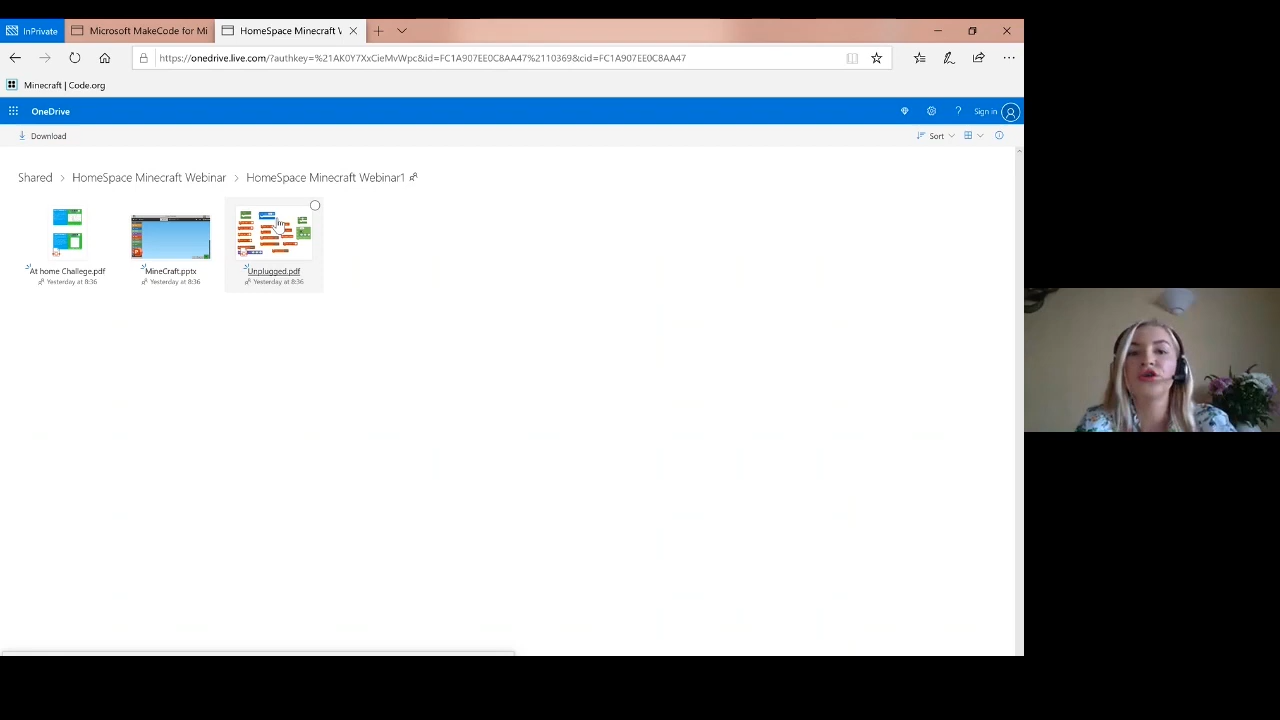 InPrivate
Microsoft MakeCode for Mi
HomeSpace Minecraft V
https://onedrive.live.com/?authkey=%21AK0Y7XxCieMvWpc&id=FC1A907EE0C8AA47%2110369&cid=FC1A907EE0C8AA47
Minecraft | Code.org
OneDrive
? Sign in
Download
Sort
Shared > HomeSpace Minecraft Webinar > HomeSpace Minecraft Webinar1
At home Challege.pdf
Yesterday at 8:36
MineCraft.pptx
Yesterday at 8:36
Unplugged.pdf
Yesterday at 8:36